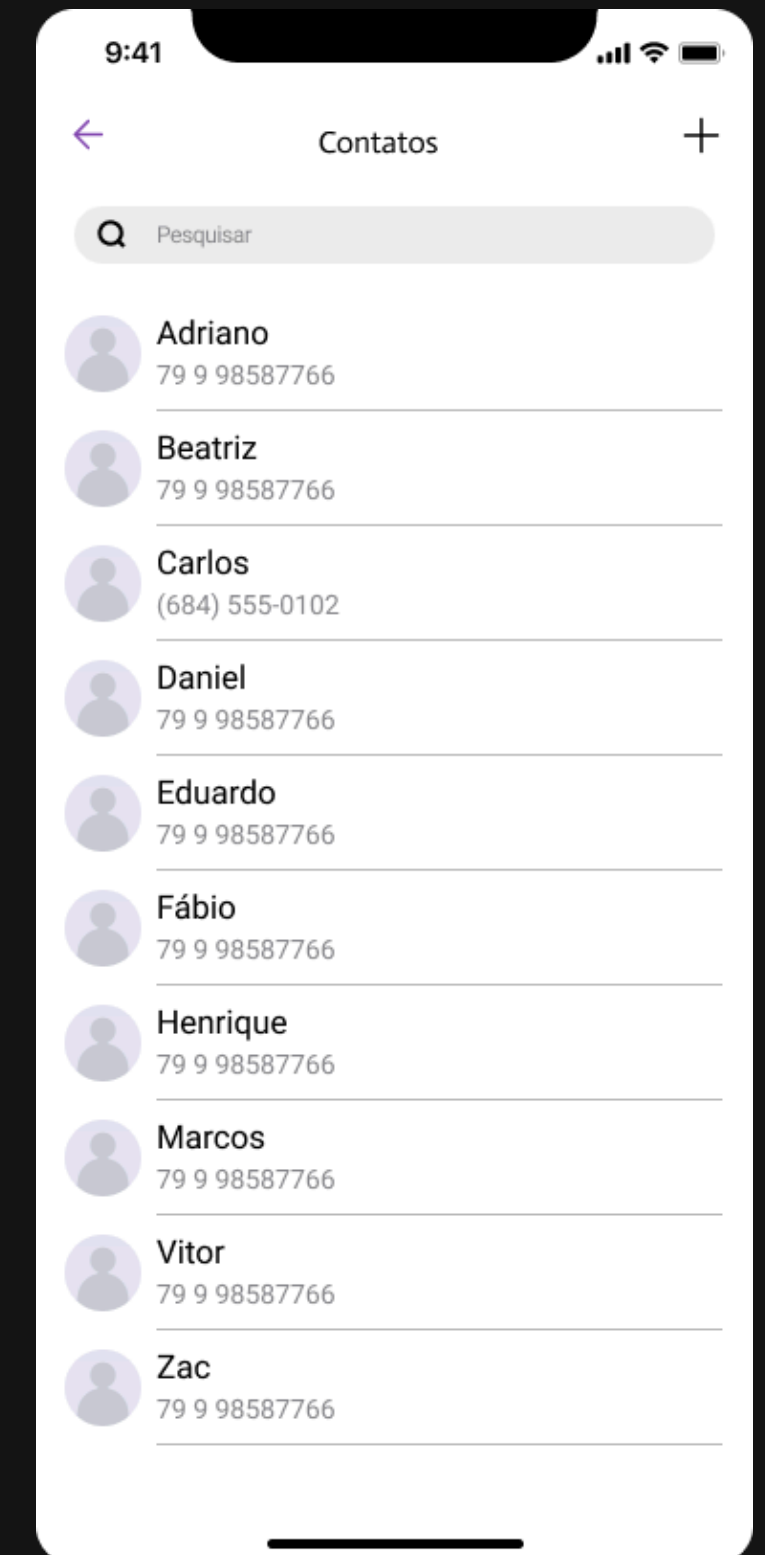 9:41
Contatos
Pesquisar
Adriano
79 9 98587766
Beatriz
79 9 98587766
Carlos
(684) 555-0102
Daniel
79 9 98587766
Eduardo
79 9 98587766
Fábio
79 9 98587766
Henrique
79 9 98587766
Marcos
79 9 98587766
Vitor
79 9 98587766
Zac
79 9 98587766